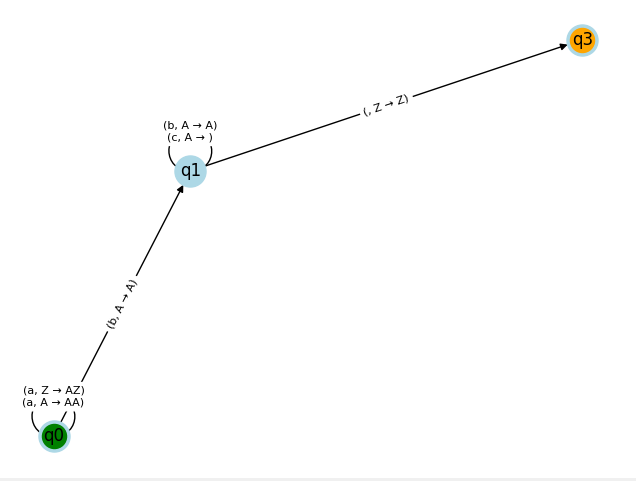 q3
(, Z → Z)
(b, A → A)
(c, A → )
q1
(b, A → A)
(a, Z → AZ)
(a, A → AA)
q0